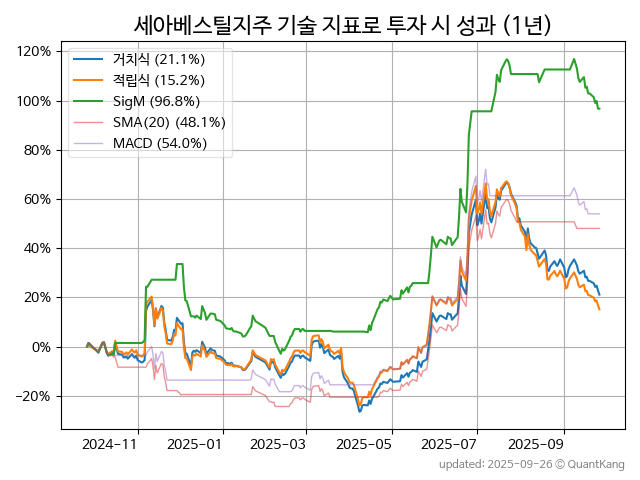 세아베스틸지주 기술 지표로 투자 시 성과 (1년)
120%
100%
80%
60%
40%
20%
0%
−20%
거치식 (21.1%)
적립식 (15.2%)
SigM (96.8%)
SMA(20) (48.1%)
MACD (54.0%)
2024-11
2025-01
2025-03
2025-05
2025-07
2025-09
updated: 2025-09-26 © QuantKang